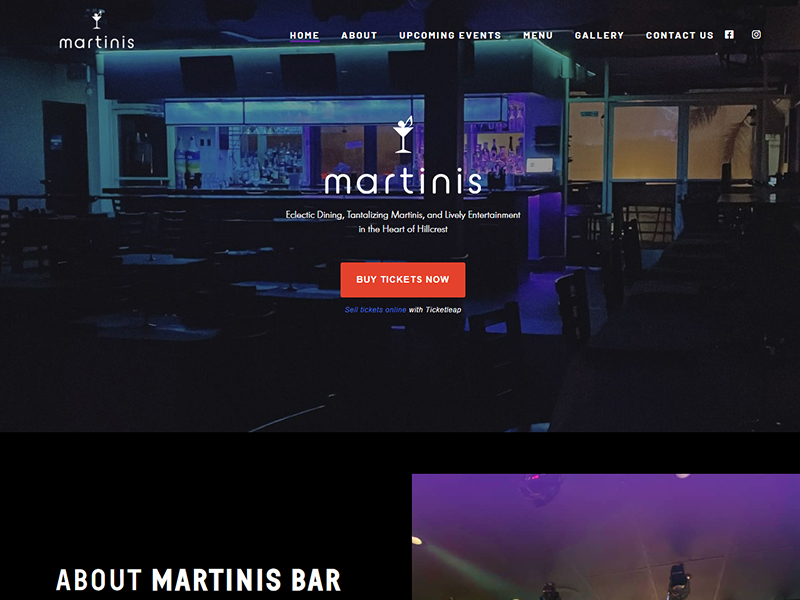 martinis
HOME ABOUT UPCOMING EVENTS MENU GALLERY CONTACT US
martinis
Eclectic Dining, Tantalizing Martinis, and Lively Entertainment
in the Heart of Hillcrest
BUY TICKETS NOW
Sell tickets online with Ticketleap
ABOUT MARTINIS BAR